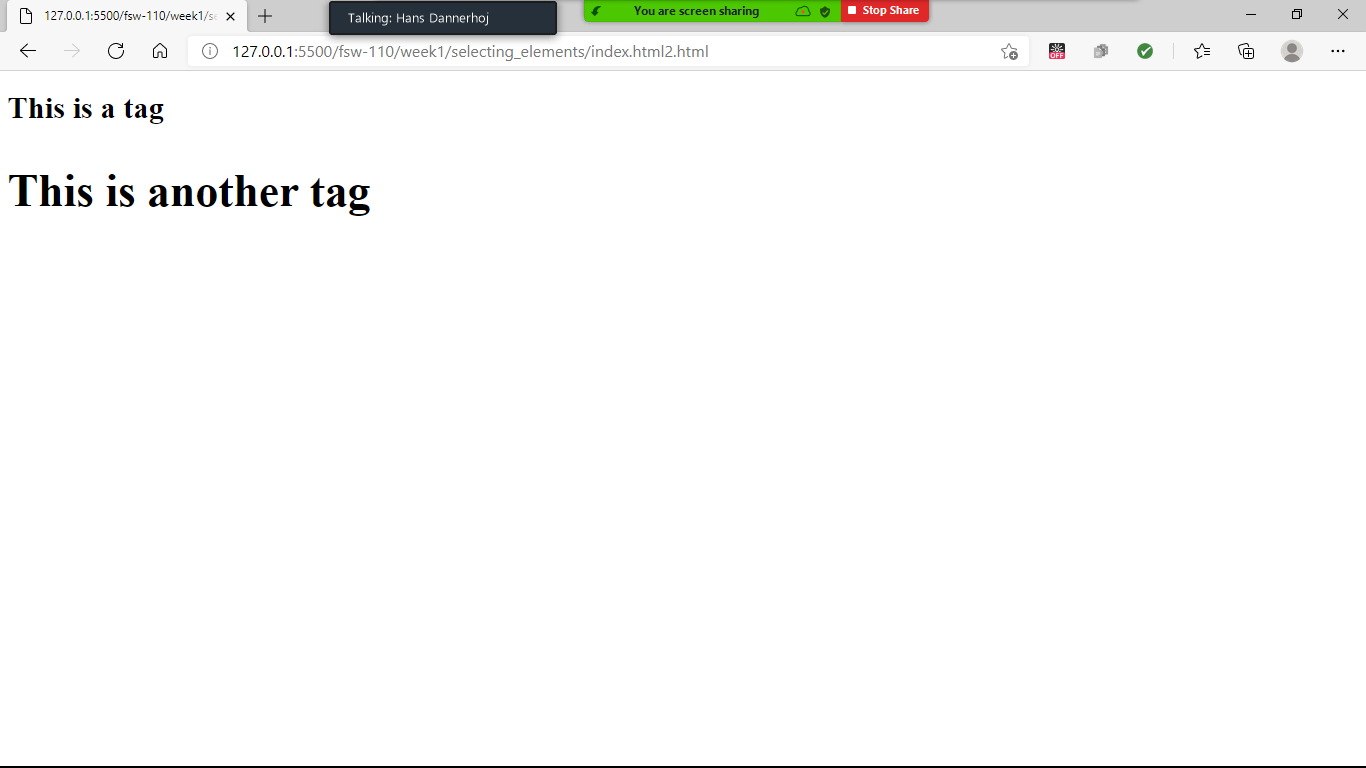 127.0.0.1:5500/fsw-110/week1/se
Talking: Hans Dannerhoj
You are screen sharing
Stop Share
127.0.0.1:5500/fsw-110/week1/selecting_elements/index.html2.html
OFF
This is a tag
This is another tag